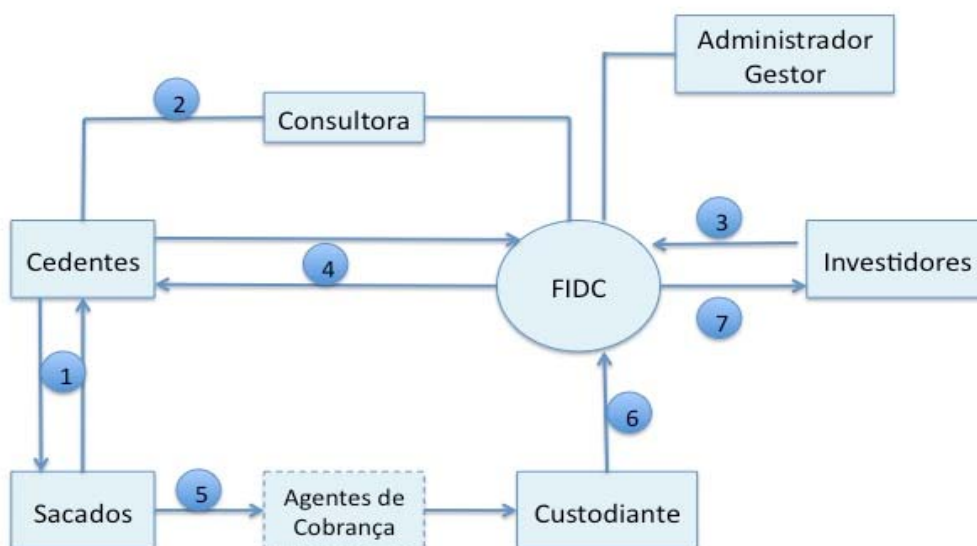 Administrador
Gestor
2
Consultora
3
Cedentes
4
FIDC
Investidores
7
1
6
Sacados
5
Agentes de
Cobrança
Custodiante